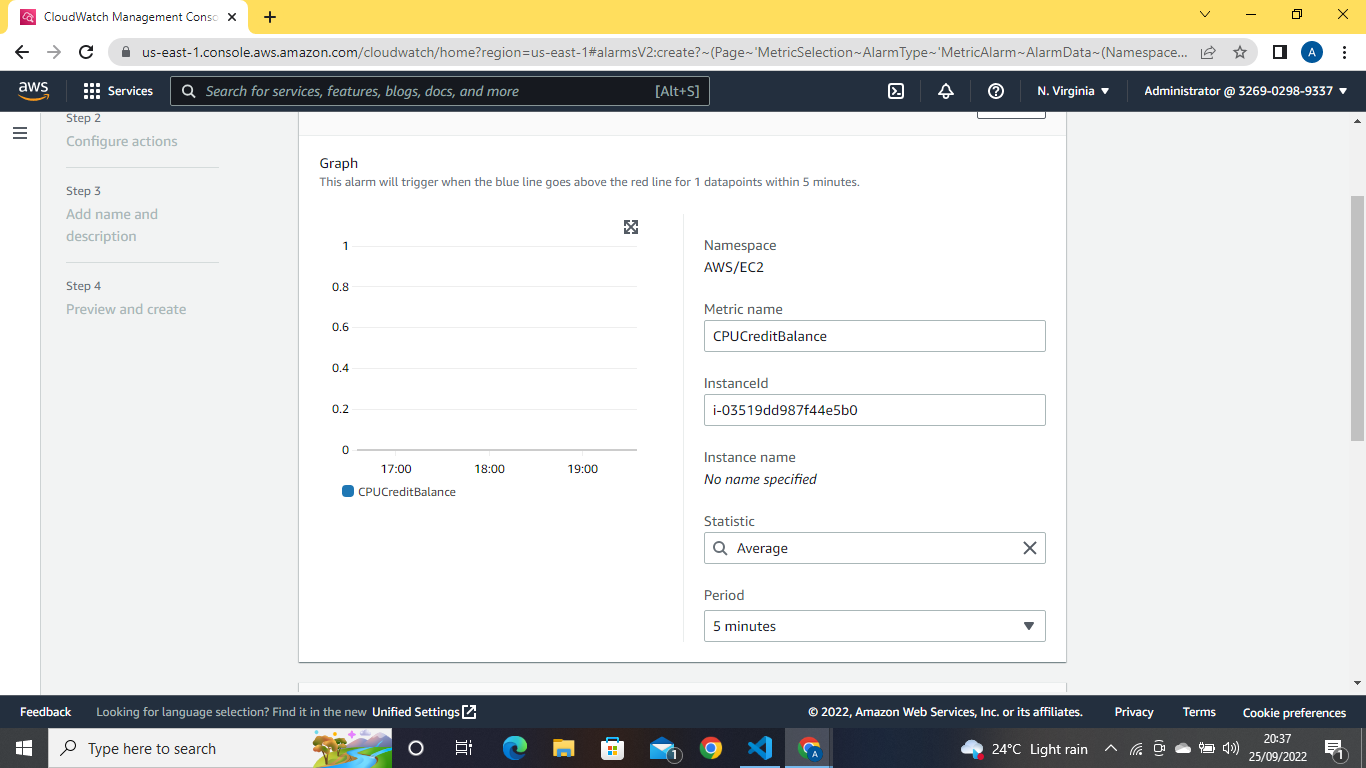 CloudWatch Management Conso
us-east-1.console.aws.amazon.com/cloudwatch/home?region=us-east-1#alarmsV2:create?~(Page~'MetricSelection~AlarmType~'MetricAlarm~AlarmData~(Namespace...
A
aws
Services
Search for services, features, blogs, docs, and more
[Alt+S]
N. Virginia
Administrator @ 3269-0298-9337
Step 2
Configure actions
Step 3
Add name and
description
Step 4
Preview and create
Graph
This alarm will trigger when the blue line goes above the red line for 1 datapoints within 5 minutes.
1
0.8
0.6
0.4
0.2
0
17:00 18:00 19:00
CPUCreditBalance
Namespace
AWS/EC2
Metric name
CPUCreditBalance
InstanceId
i-03519dd987f44e5b0
Instance name
No name specified
Statistic
Average
Period
5 minutes
Feedback Looking for language selection? Find it in the new Unified Settings
© 2022, Amazon Web Services, Inc. or its affiliates. Privacy Terms Cookie preferences
Type here to search
1
A
24°C Light rain
20:37
25/09/2022
1